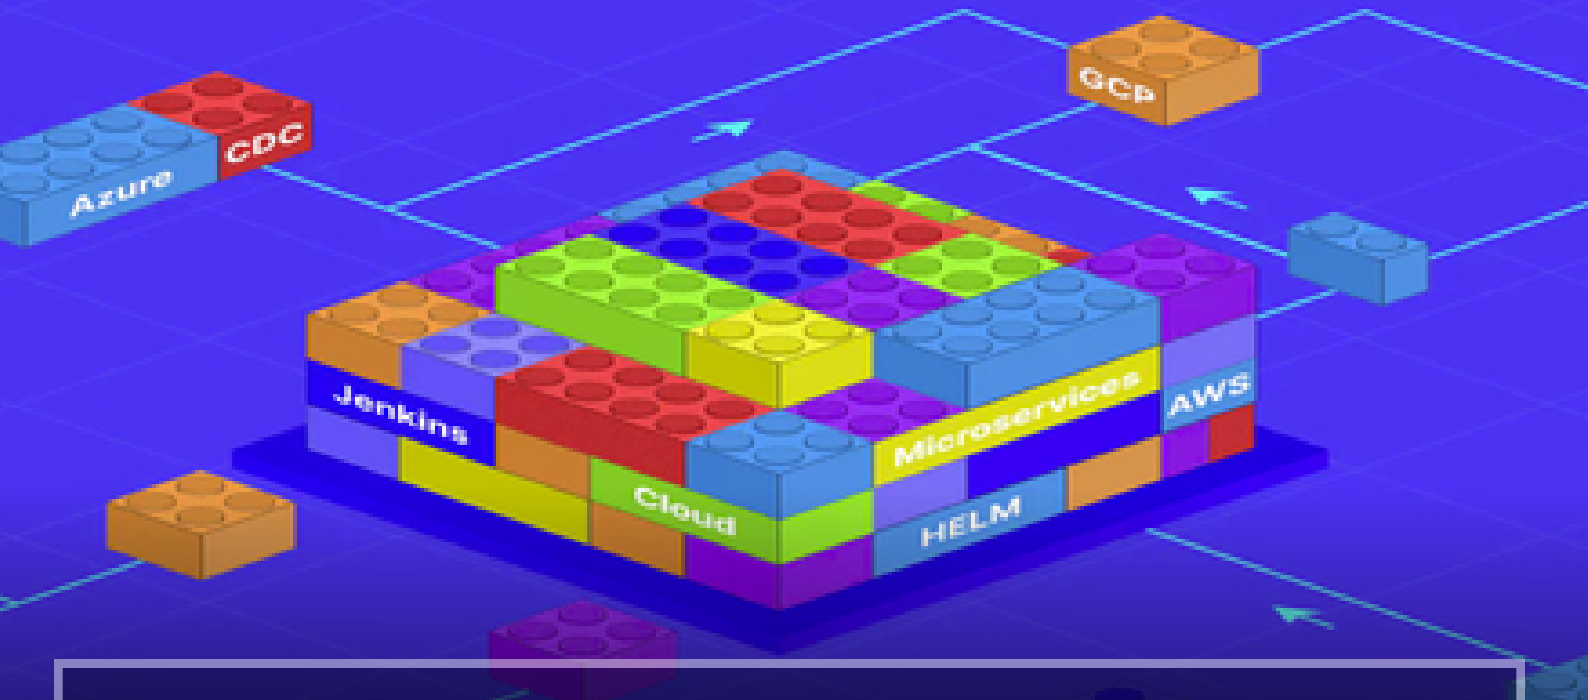 GCP
CDC
Azure
Jenkins
Microservices
AWS
Cloud
HELM